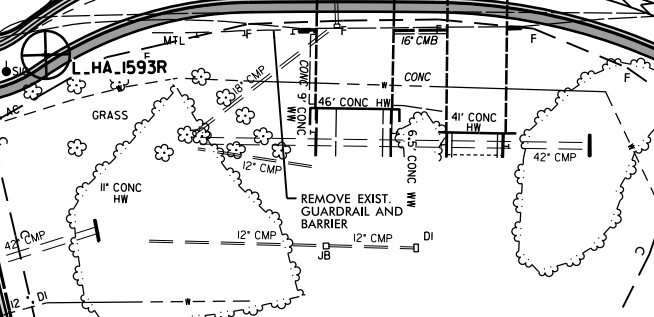 F
F
16" CMB
F
MTL
F
SIG
L_HA_1593R
F
CONC
W
F
18" CMP
CONC 9' CONC WW
W
AC
GRASS
46' CONC HW
41' CONC
HW
W
C
12" CMP
42" CMP
6.5' CONC WW
11' CONC
HW
REMOVE EXIST.
GUARDRAIL AND
BARRIER
42" CMP
C
12" CMP
12" CMP
DI
JB
C
12
DI
W